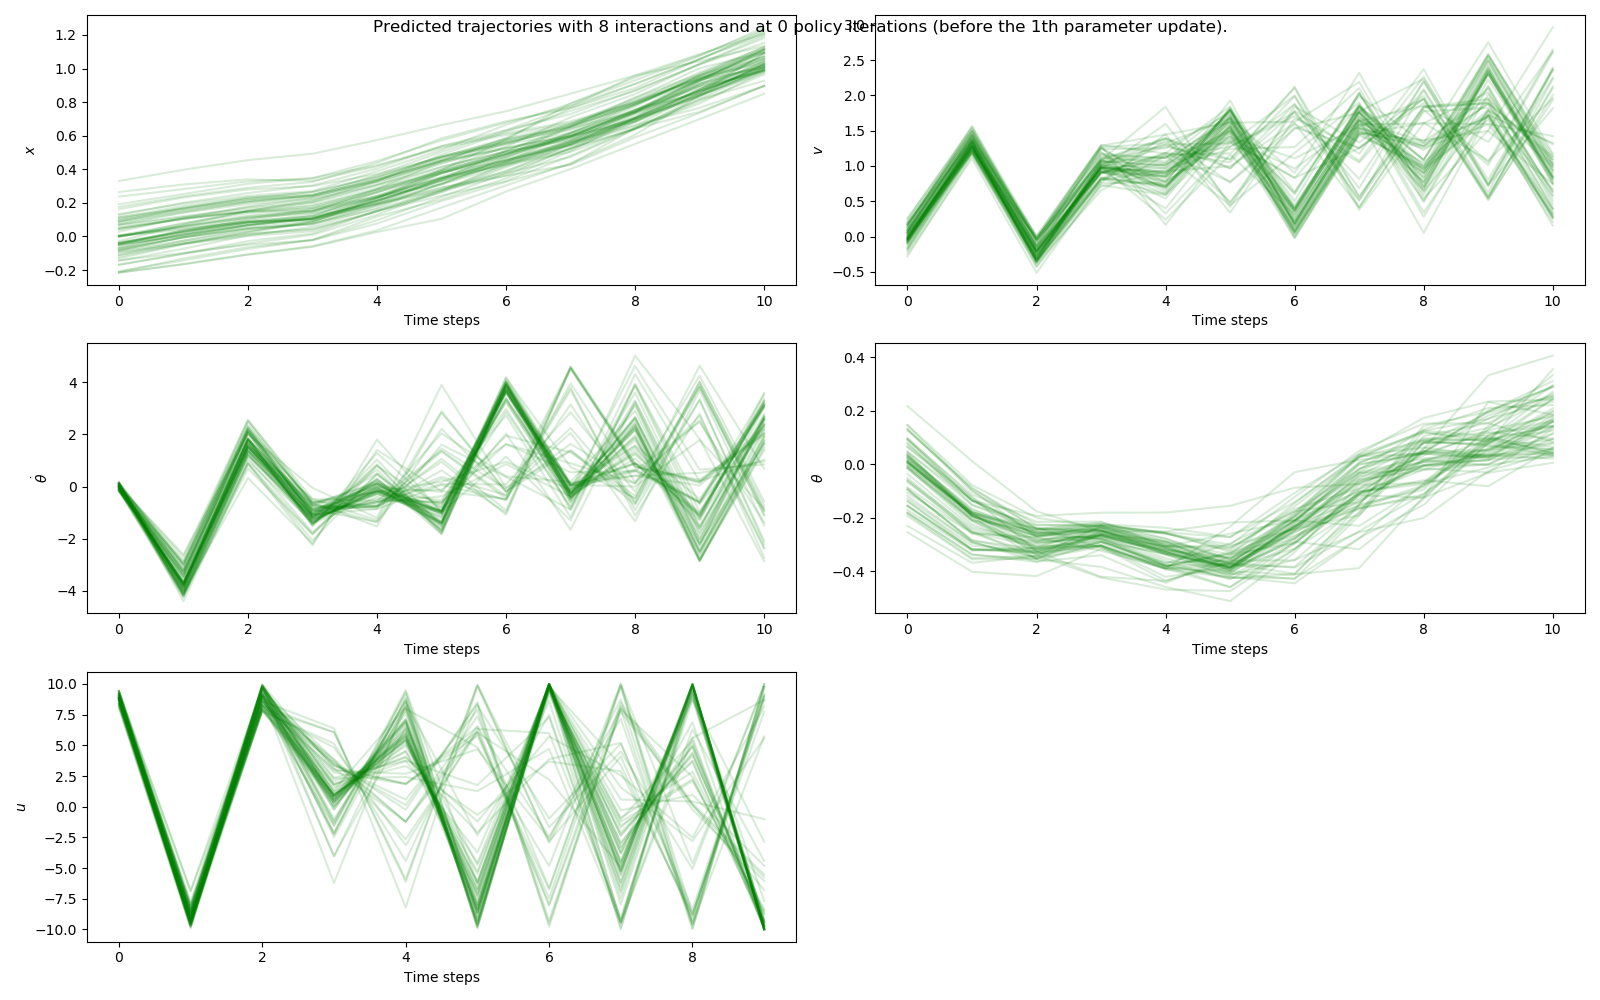 Predicted trajectories with 8 interactions and at 0 policy iterations (before the 1th parameter update).
1.2
1.0
0.8
0.6
0.4
0.2
0.0
−0.2
x
0 2 4 6 8 10
Time steps
3.0
2.5
2.0
1.5
1.0
0.5
0.0
−0.5
v
0 2 4 6 8 10
Time steps
4
2
0
−2
−4
θ̇
0 2 4 6 8 10
Time steps
0.4
0.2
0.0
−0.2
−0.4
θ
0 2 4 6 8 10
Time steps
10.0
7.5
5.0
2.5
0.0
−2.5
−5.0
−7.5
−10.0
u
0 2 4 6 8
Time steps